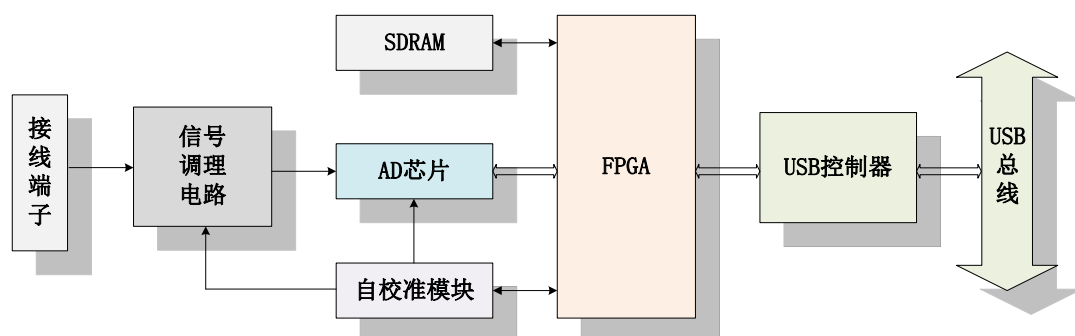 SDRAM
接
线
端
子
信号
调理
电路
AD芯片
FPGA
USB控制器
USB
总
线
自校准模块